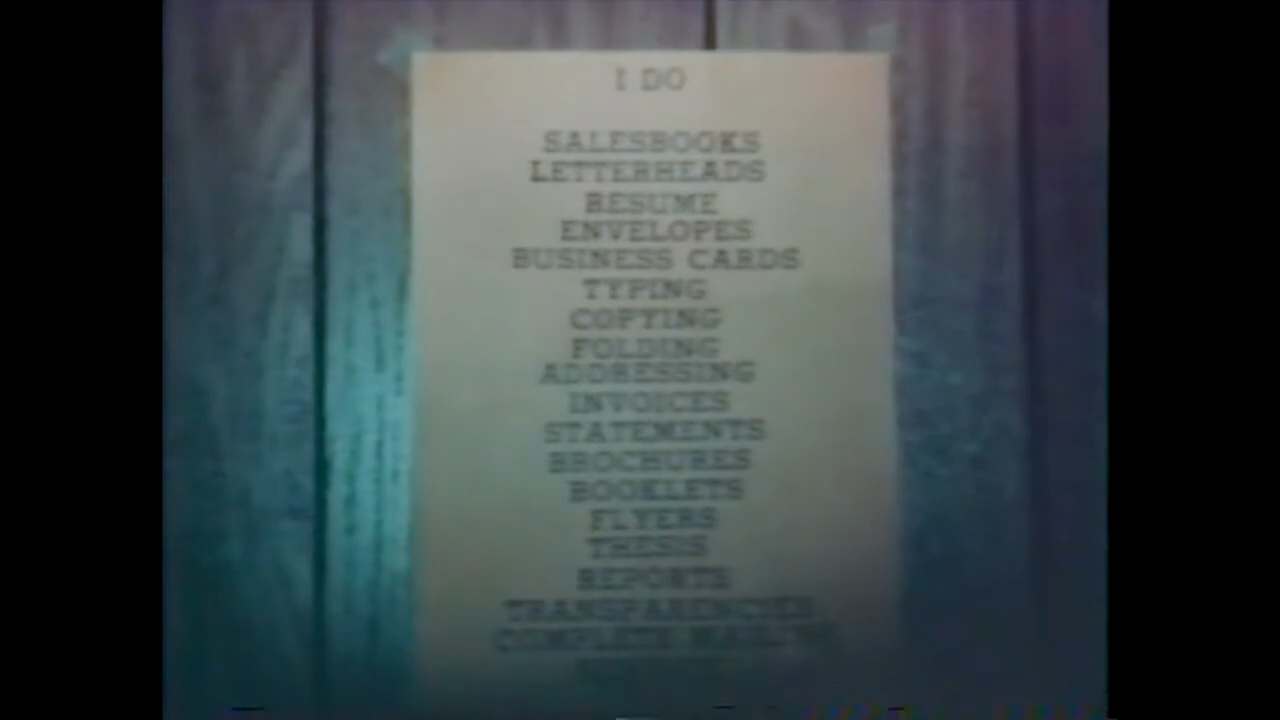 I DO
SALESBOOKS
LETTERHEADS
RESUME
ENVELOPES
BUSINESS CARDS
TYPING
COPYING
FOLDING
ADDRESSING
INVOICES
STATEMENTS
BROCHURES
BOOKLETS
FLYERS
THESIS
REPORTS
TRANSPARENCIES
COMPLETE